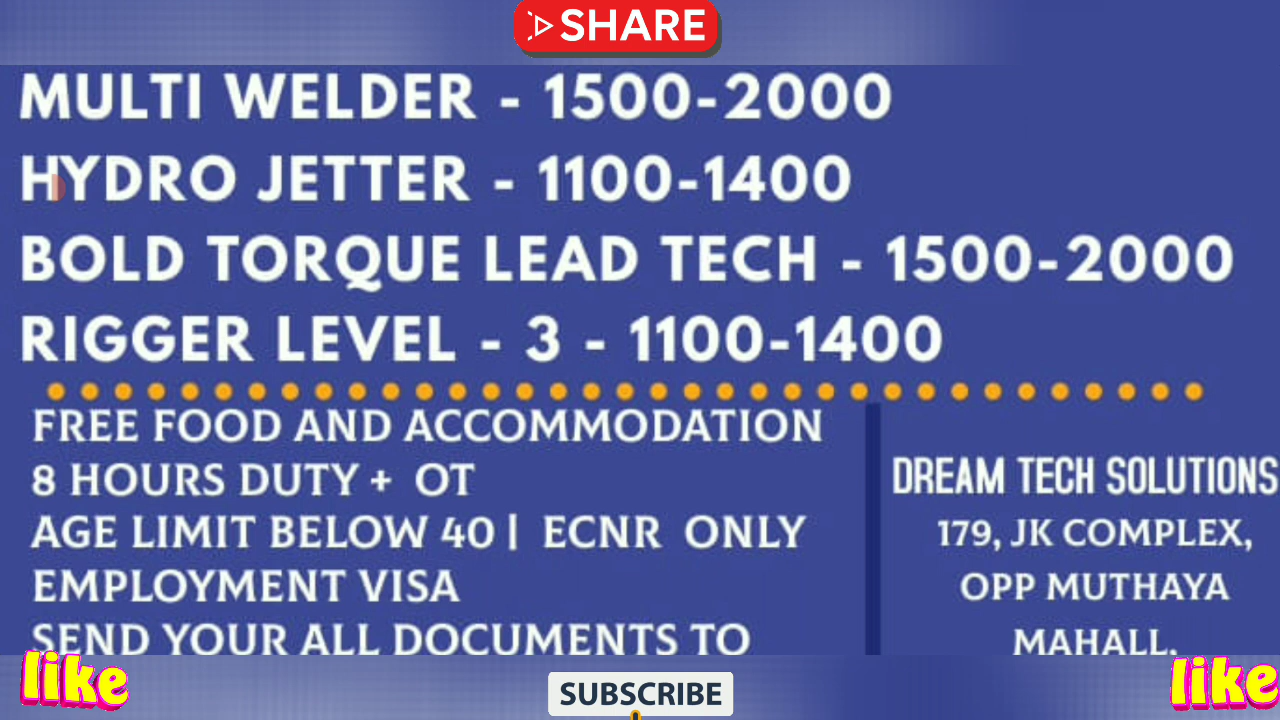 SHARE
MULTI WELDER - 1500-2000
HYDRO JETTER - 1100-1400
BOLD TORQUE LEAD TECH - 1500-2000
RIGGER LEVEL - 3 - 1100-1400
FREE FOOD AND ACCOMMODATION
8 HOURS DUTY + OT
AGE LIMIT BELOW 40 | ECNR ONLY
EMPLOYMENT VISA
SEND YOUR ALL DOCUMENTS TO
DREAM TECH SOLUTIONS
179, JK COMPLEX,
OPP MUTHAYA
MAHALL,
like
SUBSCRIBE
like